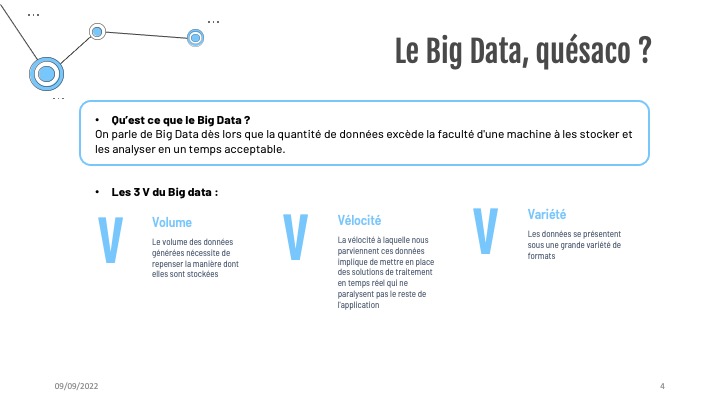 Le Big Data, quésaco ?
• Qu'est ce que le Big Data ?
On parle de Big Data dès lors que la quantité de données excède la faculté d'une machine à les stocker et
les analyser en un temps acceptable.
• Les 3 V du Big data :
V
Volume
Le volume des données
générées nécessite de
repenser la manière dont
elles sont stockées
V
Vélocité
La vélocité à laquelle nous
parviennent ces données
implique de mettre en place
des solutions de traitement
en temps réel qui ne
paralysent pas le reste de
l'application
V
Variété
Les données se présentent
sous une grande variété de
formats
09/09/2022
4